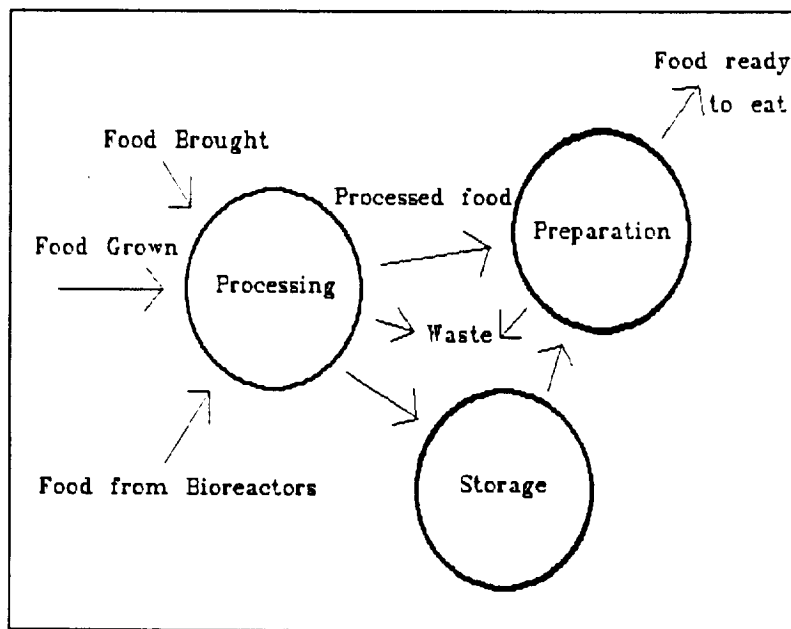 Food ready
to eat
Food Brought
Processed food
Preparation
Food Grown
Processing
Waste
Food from Bioreactors
Storage